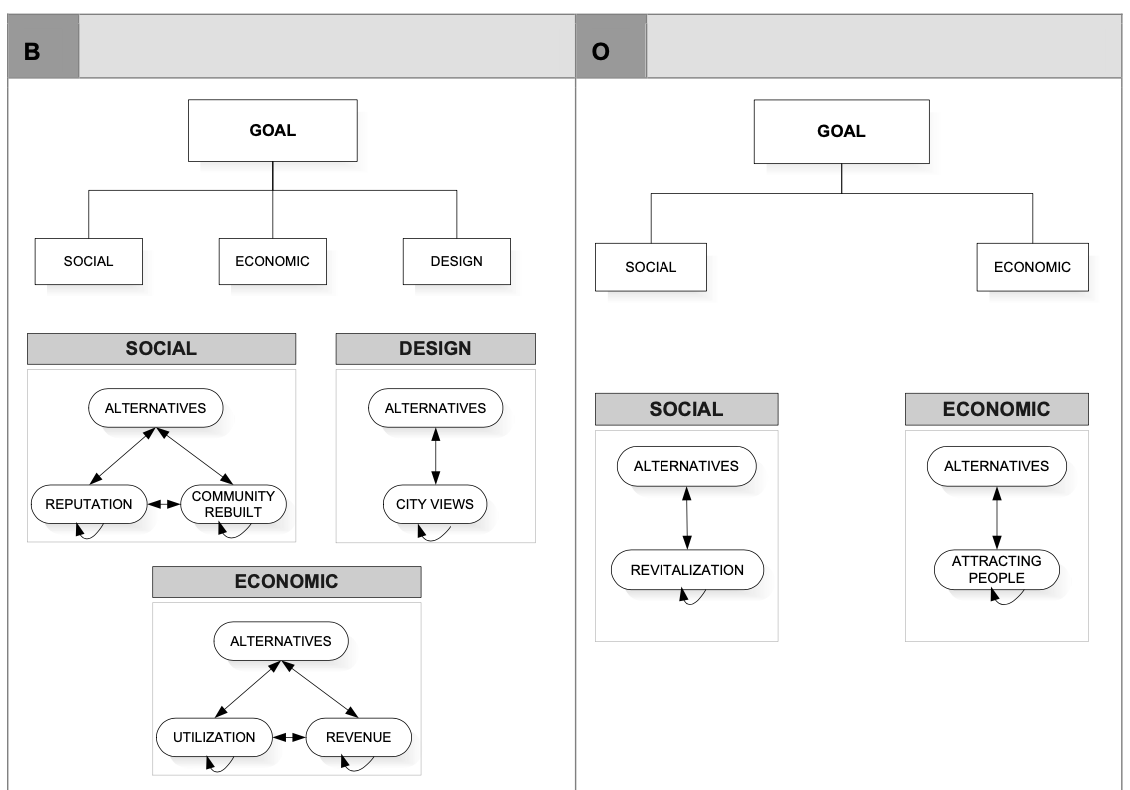 B
GOAL
SOCIAL
ECONOMIC
DESIGN
SOCIAL
ALTERNATIVES
REPUTATION
COMMUNITY
REBUILT
DESIGN
ALTERNATIVES
CITY VIEWS
ECONOMIC
ALTERNATIVES
UTILIZATION
REVENUE
O
GOAL
SOCIAL
ECONOMIC
SOCIAL
ALTERNATIVES
REVITALIZATION
ECONOMIC
ALTERNATIVES
ATTRACTING
PEOPLE